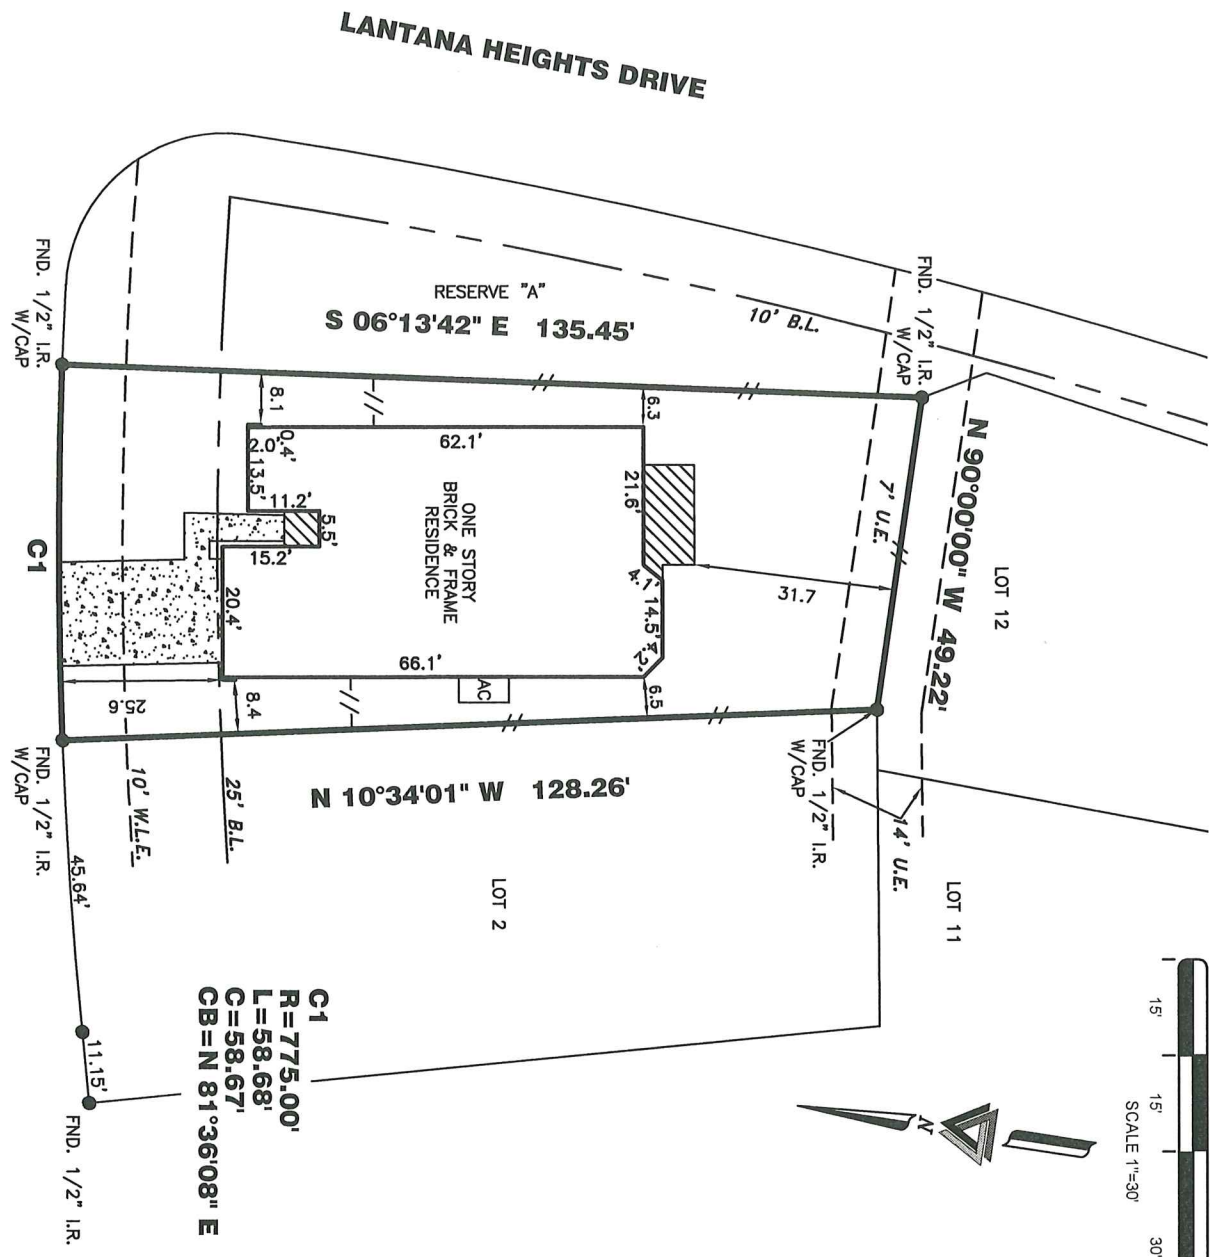 LANTANA HEIGHTS DRIVE
FND. 1/2" I.R.
W/CAP
RESERVE "A"
S 06°13'42" E 135.45'
10' B.L.
FND. 1/2" I.R.
W/CAP
N 90°00'00" W 49.22'
7' U.E.
LOT 12
8.1
6.3
0.4'
2.0'
13.5'
62.1'
21.6'
11.2'
5.5'
15.2'
ONE STORY
BRICK & FRAME
RESIDENCE
4.1'
14.5'
4.2'
31.7
20.4'
66.1'
AC
C1
25.6
8.4
6.5
FND. 1/2" I.R.
W/CAP
10' W.L.E.
25' B.L.
N 10°34'01" W 128.26'
FND. 1/2" I.R.
W/CAP
14' U.E.
45.64'
LOT 2
LOT 11
11.15'
FND. 1/2" I.R.
C1
R=775.00'
L=58.68'
C=58.67'
CB=N 81°36'08" E
N
15'
15'
30'
SCALE 1"=30'